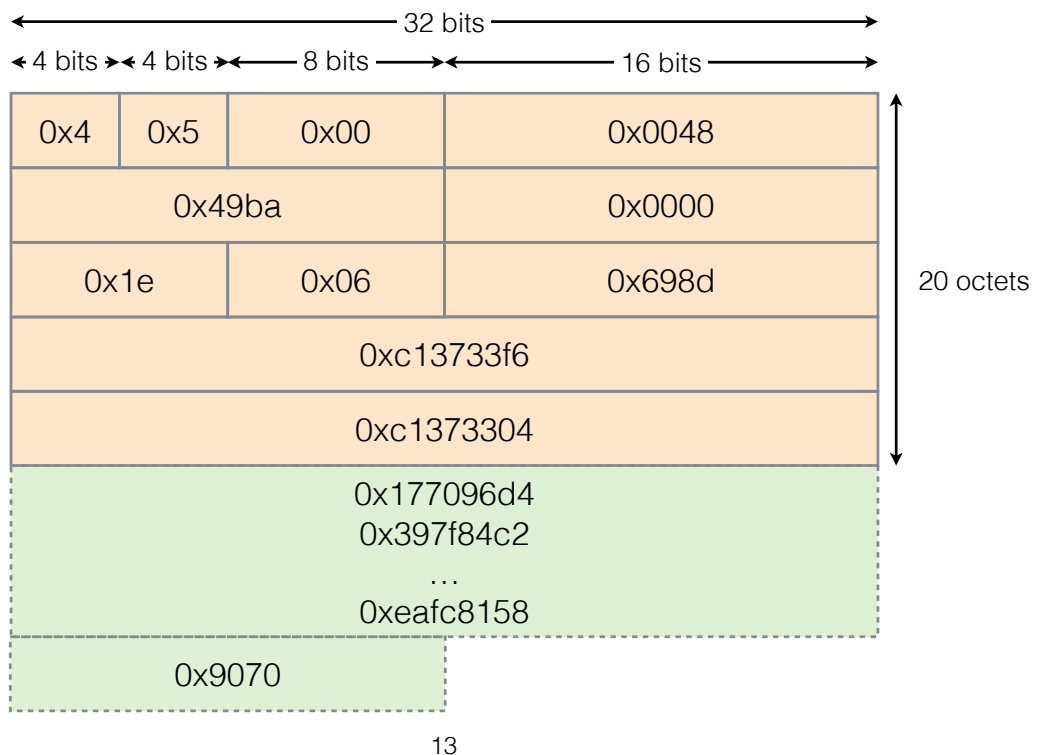 32 bits
4 bits 4 bits 8 bits 16 bits
0x4 0x5 0x00 0x0048
0x49ba 0x0000
0x1e 0x06 0x698d
20 octets
0xc13733f6
0xc1373304
0x177096d4
0x397f84c2
…
0xeafc8158
0x9070
13